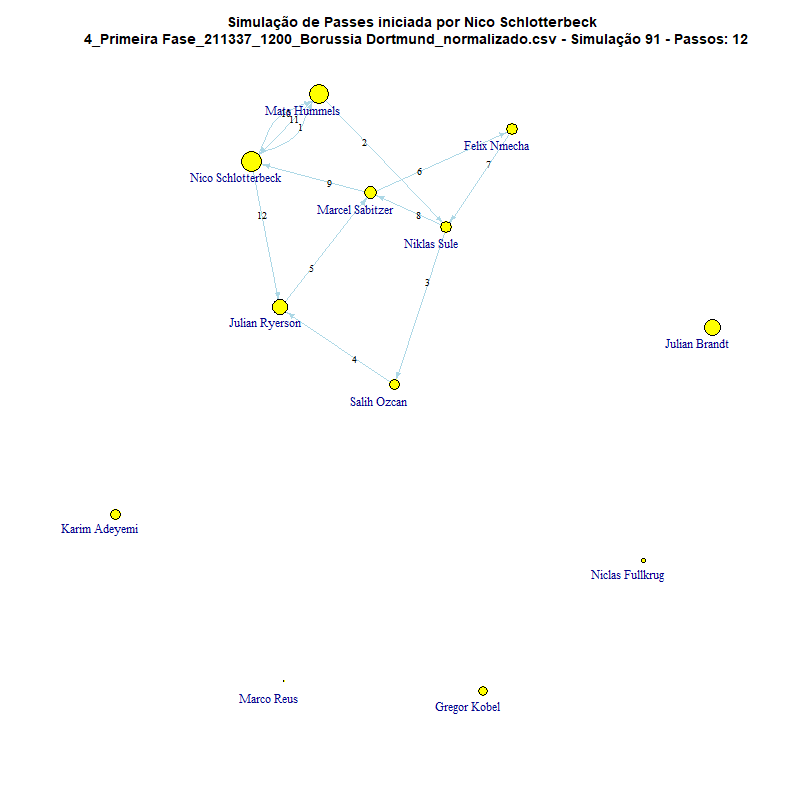 Simulação de Passes iniciada por Nico Schlotterbeck
4_Primeira Fase_211337_1200_Borussia Dortmund_normalizado.csv - Simulação 91 - Passos: 12
Mats Hummels
10
11
1
2
Felix Nmecha
6
7
Nico Schlotterbeck
9
Marcel Sabitzer
12
8
Niklas Sule
5
3
Julian Ryerson
Julian Brandt
4
Salih Ozcan
Karim Adeyemi
Niclas Fullkrug
Marco Reus
Gregor Kobel